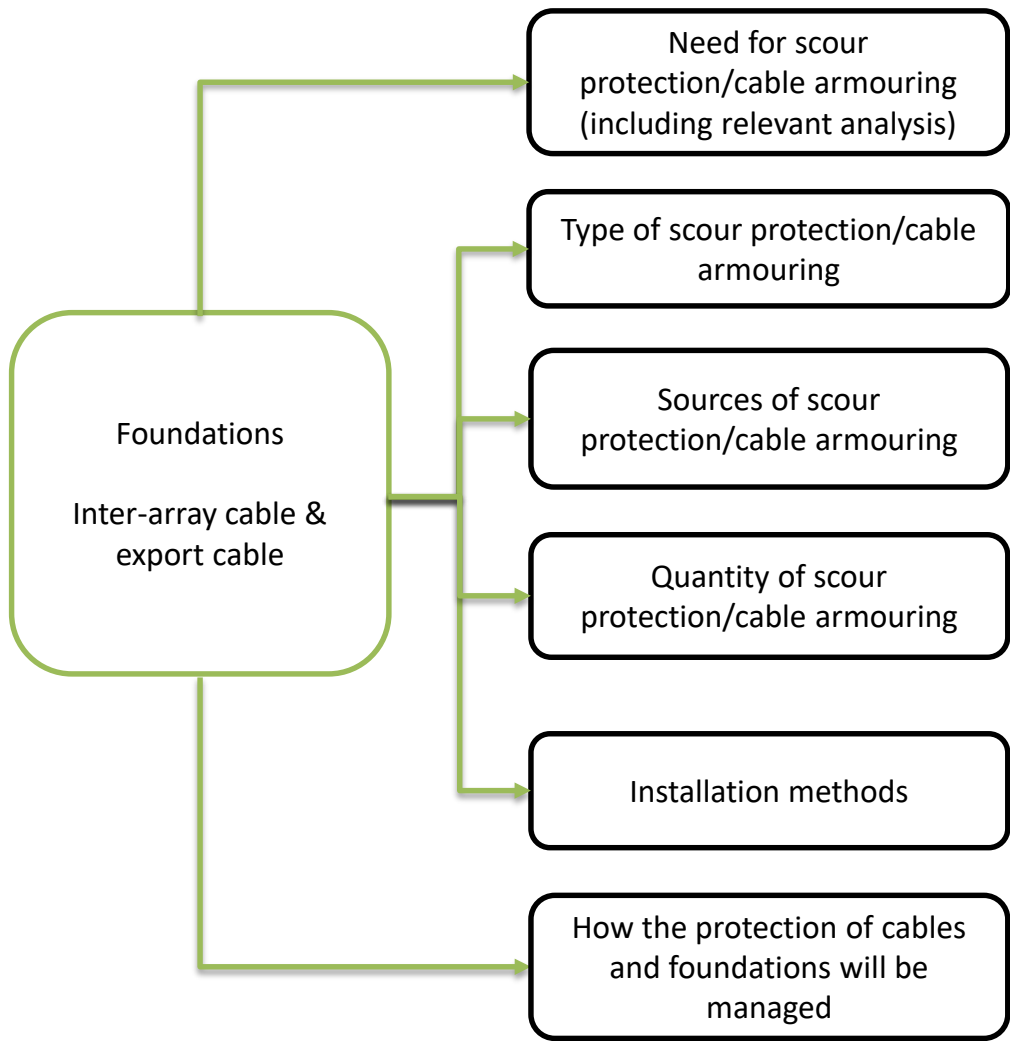 Need for scour
protection/cable armouring
(including relevant analysis)
Type of scour protection/cable
armouring
Foundations
Inter-array cable &
export cable
Sources of scour
protection/cable armouring
Quantity of scour
protection/cable armouring
Installation methods
How the protection of cables
and foundations will be
managed